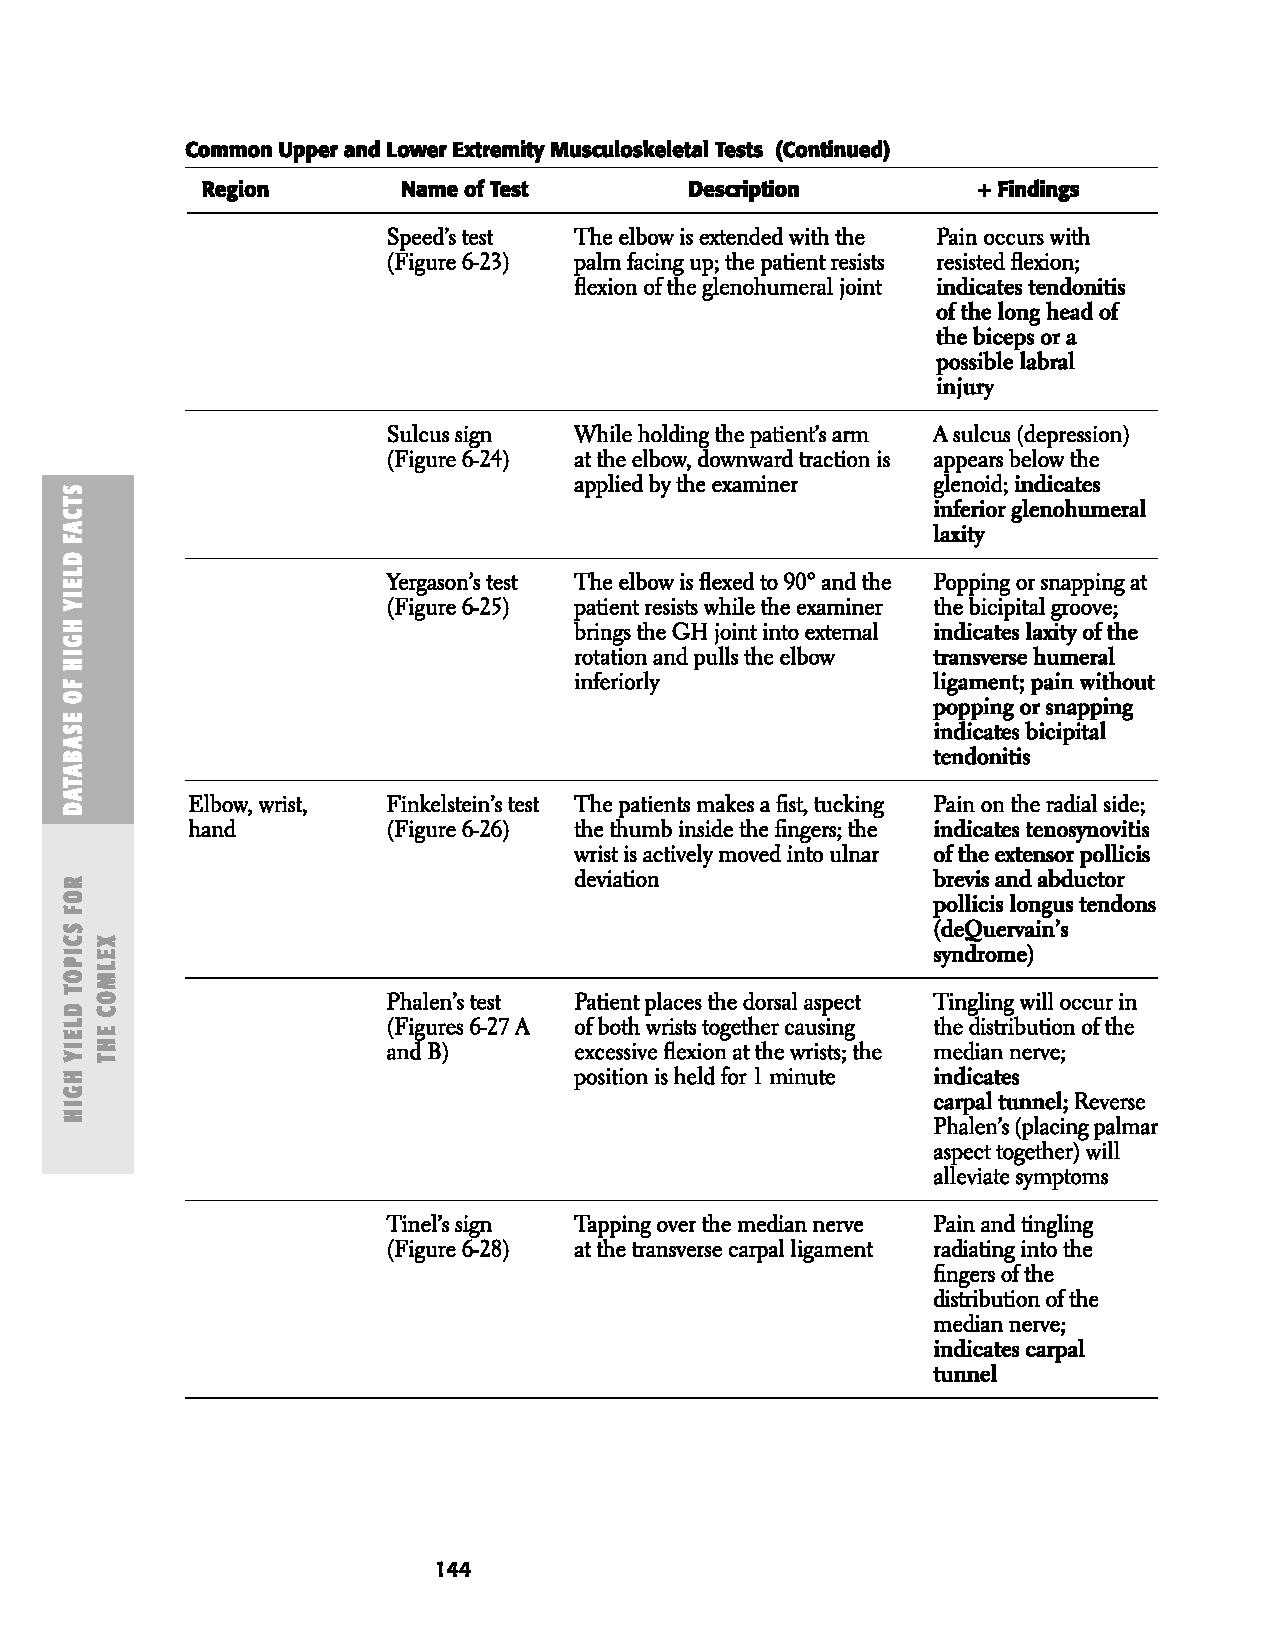 Common Upper and Lower Extremity Musculoskeletal Tests (Continued)
Region Name of Test Description + Findings
Speed's test The elbow is extended with the Pain occurs with
(Figure 6-23) palm facing up; the patient resists resisted flexion;
flexion of the glenohumeral joint indicates tendonitis
of the long head of
the biceps or a
possible labral
injury
Sulcus sign While holding the patient's arm A sulcus (depression)
(Figure 6-24) at the elbow, downward traction is appears below the
applied by the examiner glenoid; indicates
inferior glenohumeral
laxity
Yergason's test The elbow is flexed to 90° and the Popping or snapping at
(Figure 6-25) patient resists while the examiner the bicipital groove;
brings the GH joint into external indicates laxity of the
rotation and pulls the elbow transverse humeral
inferiorly ligament; pain without
popping or snapping
indicates bicipital
tendonitis
Elbow, wrist, Finkelstein's test The patients makes a fist, tucking Pain on the radial side;
hand (Figure 6-26) the thumb inside the fingers; the indicates tenosynovitis
wrist is actively moved into ulnar of the extensor pollicis
deviation brevis and abductor
pollicis longus tendons
(deQuervain's
syndrome)
Phalen's test Patient places the dorsal aspect Tingling will occur in
(Figures 6-27 A of both wrists together causing the distribution of the
and B) excessive flexion at the wrists; the median nerve;
position is held for 1 minute indicates
carpal tunnel; Reverse
Phalen's (placing palmar
aspect together) will
alleviate symptoms
Tinel's sign Tapping over the median nerve Pain and tingling
(Figure 6-28) at the transverse carpal ligament radiating into the
fingers of the
distribution of the
median nerve;
indicates carpal
tunnel
DATABASE OF HIGH YIELD FACTS
HIGH YIELD TOPICS FOR
THE COMLEX
144